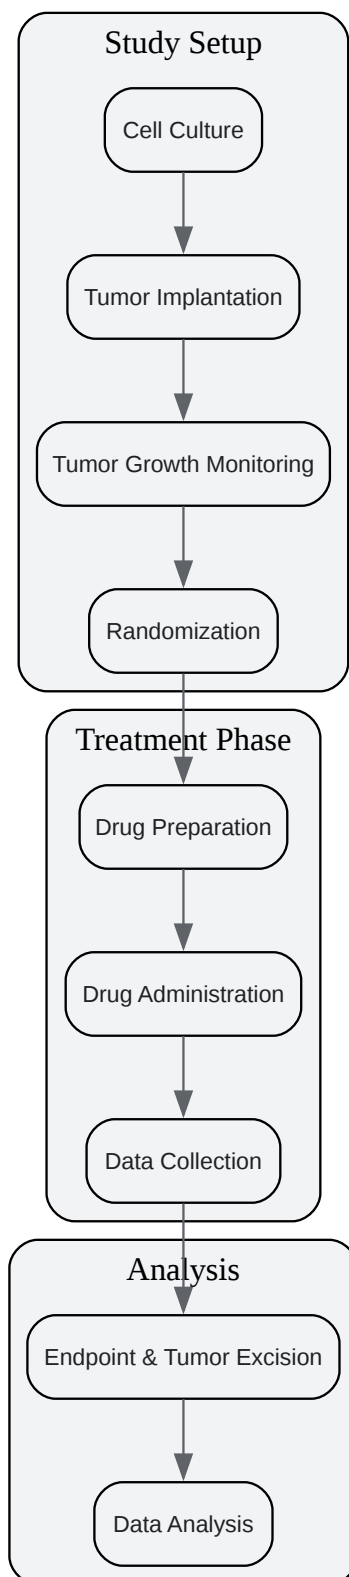 Study Setup
Cell Culture
Tumor Implantation
Tumor Growth Monitoring
Randomization
Treatment Phase
Drug Preparation
Drug Administration
Data Collection
Analysis
Endpoint & Tumor Excision
Data Analysis